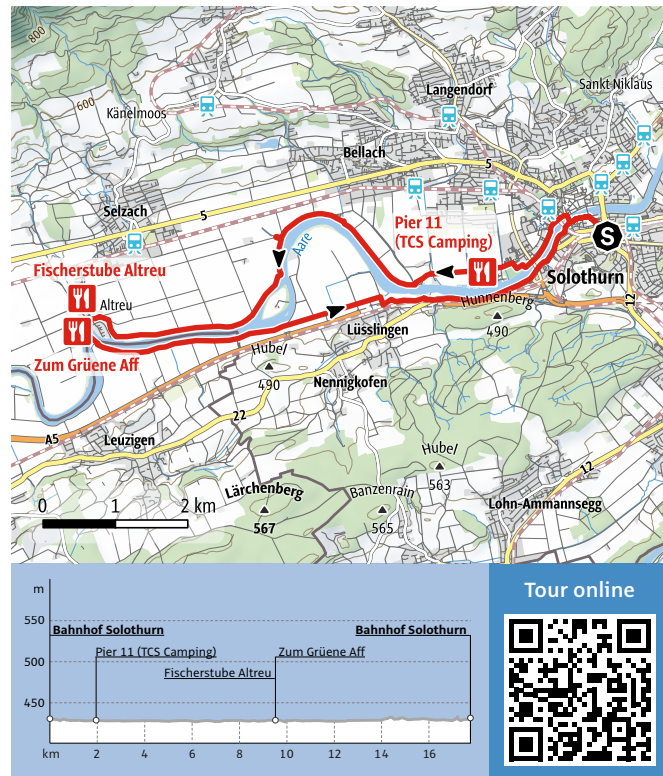 800
600
Känelmoos
Langendorf
Sankt Niklaus
Bellach
5
Selzach
5
Aare
Pier 11
(TCS Camping)
S
Solothurn
Fischerstube Altreu
Altreu
Zum Grüene Aff
Hunnenberg
490
12
Lüsslingen
Hubel
490
Nennigkofen
22
A5
Leuzigen
Hubel
563
12
Lärchenberg
567
Banzenrain
565
Lohn-Ammannsegg
0 1 2 km
m
550
500
450
Bahnhof Solothurn
Bahnhof Solothurn
Pier 11 (TCS Camping)
Zum Grüene Aff
Fischerstube Altreu
km 2 4 6 8 10 12 14 16
Tour online